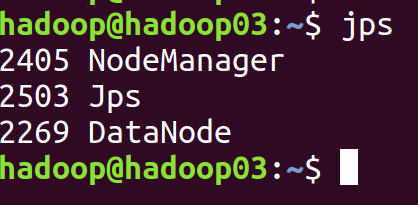 hadoop@hadoop03:~$ jps
2405 NodeManager
2503 Jps
2269 DataNode
hadoop@hadoop03:~$